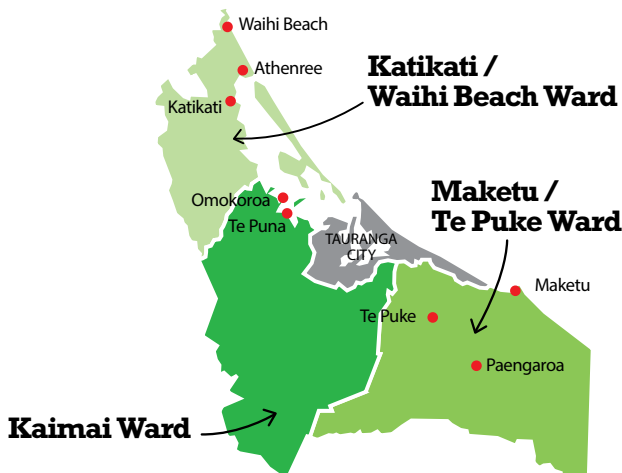 Waihi Beach
Athenree
Katikati /
Waihi Beach Ward
Katikati
Omokoroa
Te Puna
Maketu /
Te Puke Ward
TAURANGA
CITY
Maketu
Te Puke
Paengaroa
Kaimai Ward